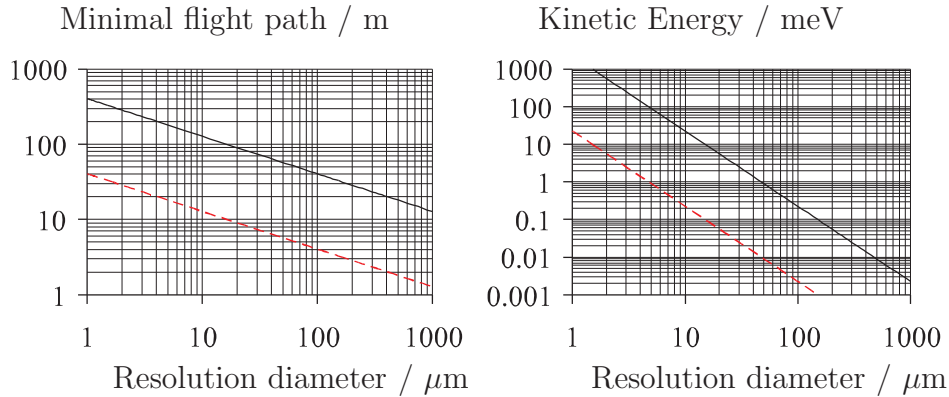 Minimal flight path / m
1000
100
10
1
1 10 100 1000
Resolution diameter / μm
Kinetic Energy / meV
1000
100
10
1
0.1
0.01
0.001
1 10 100 1000
Resolution diameter / μm